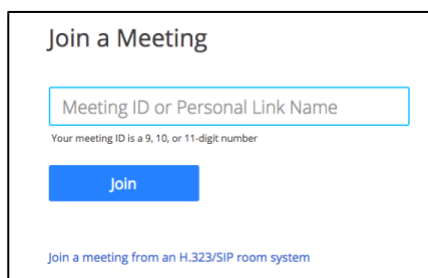 Join a Meeting
Meeting ID or Personal Link Name
Your meeting ID is a 9, 10, or 11-digit number
Join
Join a meeting from an H.323/SIP room system